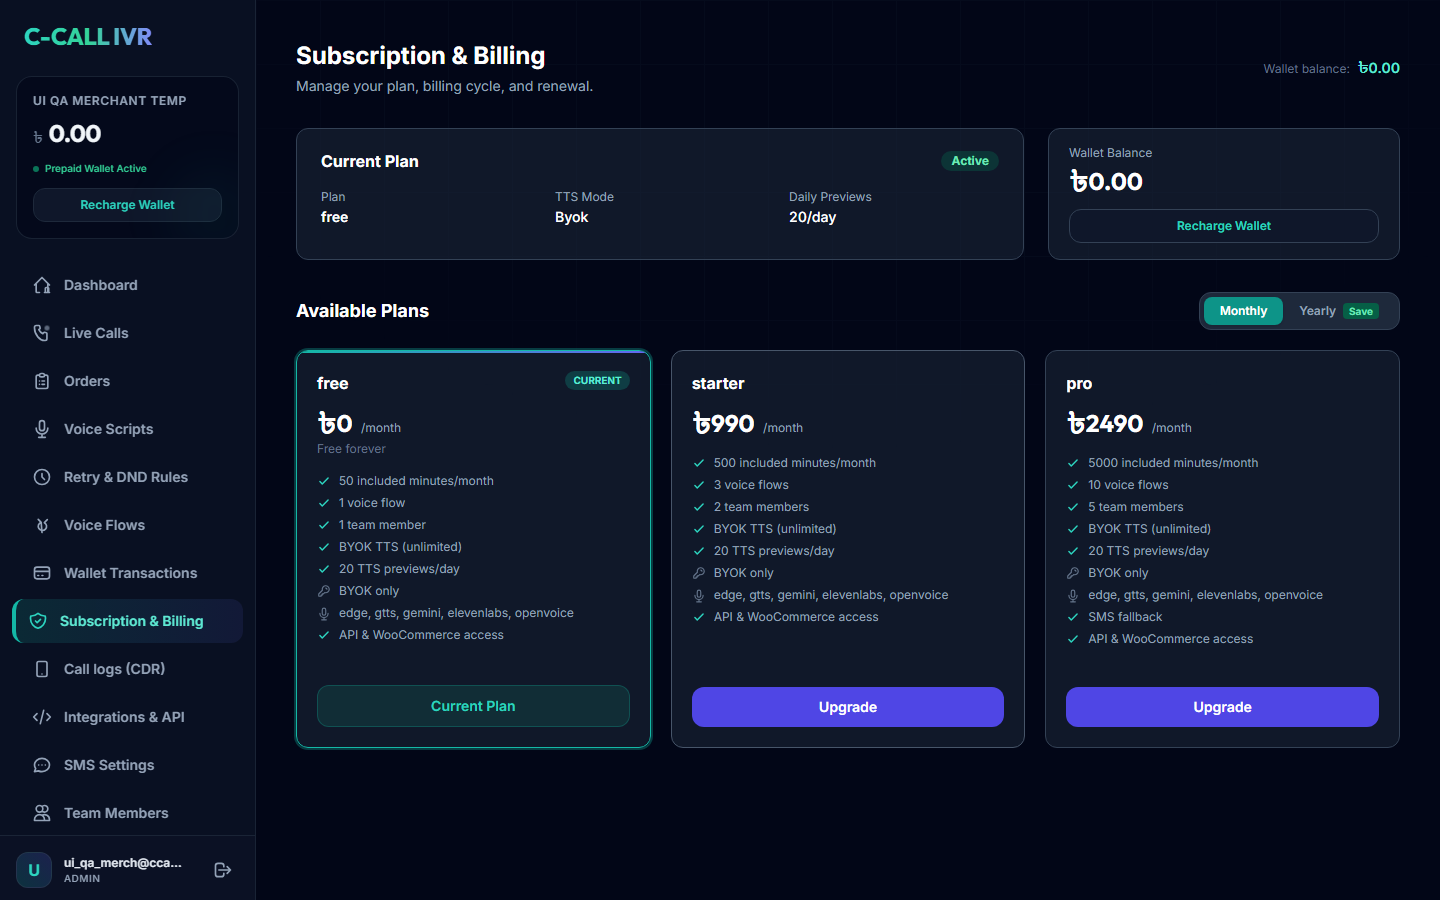 C-CALL IVR
UI QA MERCHANT TEMP
৳ 0.00
Prepaid Wallet Active
Recharge Wallet
Dashboard
Live Calls
Orders
Voice Scripts
Retry & DND Rules
Voice Flows
Wallet Transactions
Subscription & Billing
Call logs (CDR)
Integrations & API
SMS Settings
Team Members
U
ui_qa_merch@cca...
ADMIN
Subscription & Billing
Manage your plan, billing cycle, and renewal.
Wallet balance: ৳0.00
Current Plan
Active
Plan
free
TTS Mode
Byok
Daily Previews
20/day
Wallet Balance
৳0.00
Recharge Wallet
Available Plans
Monthly
Yearly Save
free
CURRENT
৳0 /month
Free forever
50 included minutes/month
1 voice flow
1 team member
BYOK TTS (unlimited)
20 TTS previews/day
BYOK only
edge, gtts, gemini, elevenlabs, openvoice
API & WooCommerce access
Current Plan
starter
৳990 /month
500 included minutes/month
3 voice flows
2 team members
BYOK TTS (unlimited)
20 TTS previews/day
BYOK only
edge, gtts, gemini, elevenlabs, openvoice
API & WooCommerce access
Upgrade
pro
৳2490 /month
5000 included minutes/month
10 voice flows
5 team members
BYOK TTS (unlimited)
20 TTS previews/day
BYOK only
edge, gtts, gemini, elevenlabs, openvoice
SMS fallback
API & WooCommerce access
Upgrade